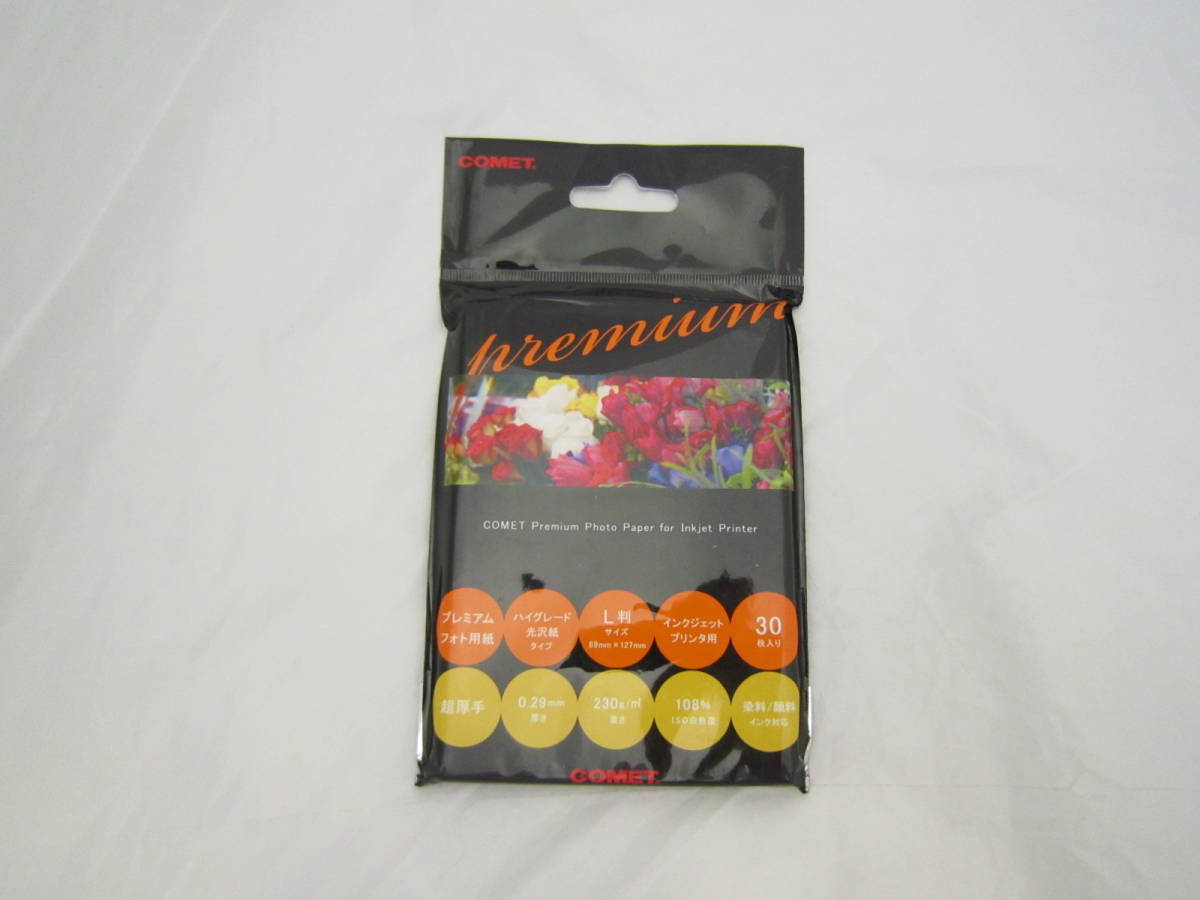 COMET.
premium
COMET Premium Photo Paper for Inkjet Printer
プレミアム
フォト用紙
ハイグレード
光沢紙
タイプ
L判
サイズ
89mm×127mm
インクジェット
プリンタ用
30
枚入り
超厚手
0.29mm
厚さ
230g/㎡
重さ
108%
ISO白色度
染料/顔料
インク対応
COMET.